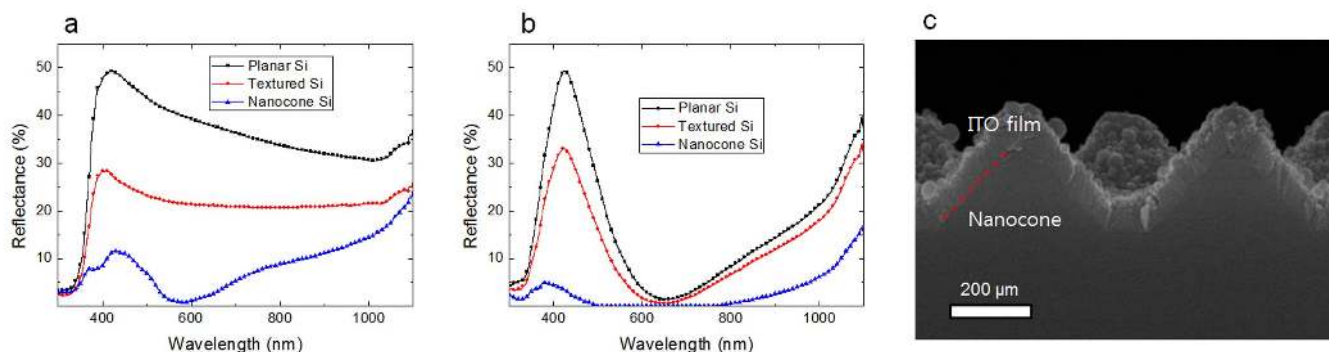 a
50
40
30
20
10
Reflectance (%)
Planar Si
Textured Si
Nanocone Si
400
600
800
1000
Wavelength (nm)
b
50
40
30
20
10
Reflectance (%)
Planar Si
Textured Si
Nanocone Si
400
600
800
1000
Wavelength (nm)
c
ITO film
Nanocone
200 μm